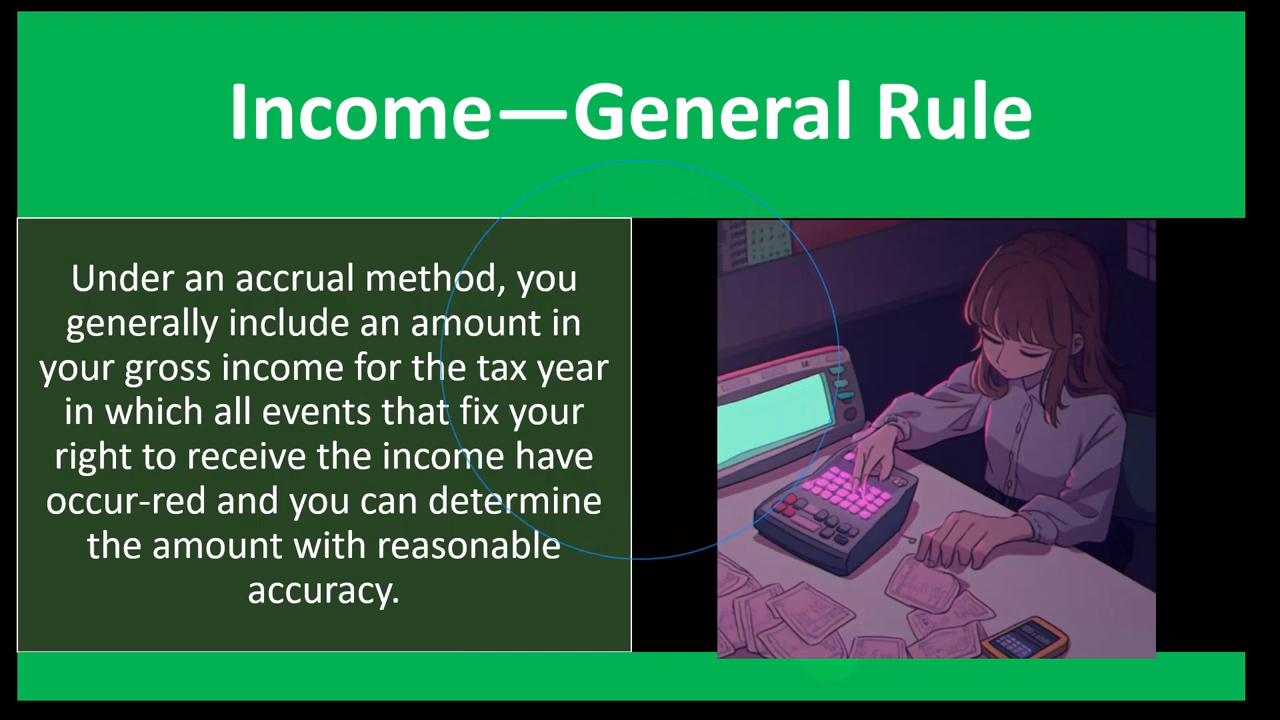 Income—General Rule
Under an accrual method, you
generally include an amount in
your gross income for the tax year
in which all events that fix your
right to receive the income have
occur-red and you can determine
the amount with reasonable
accuracy.